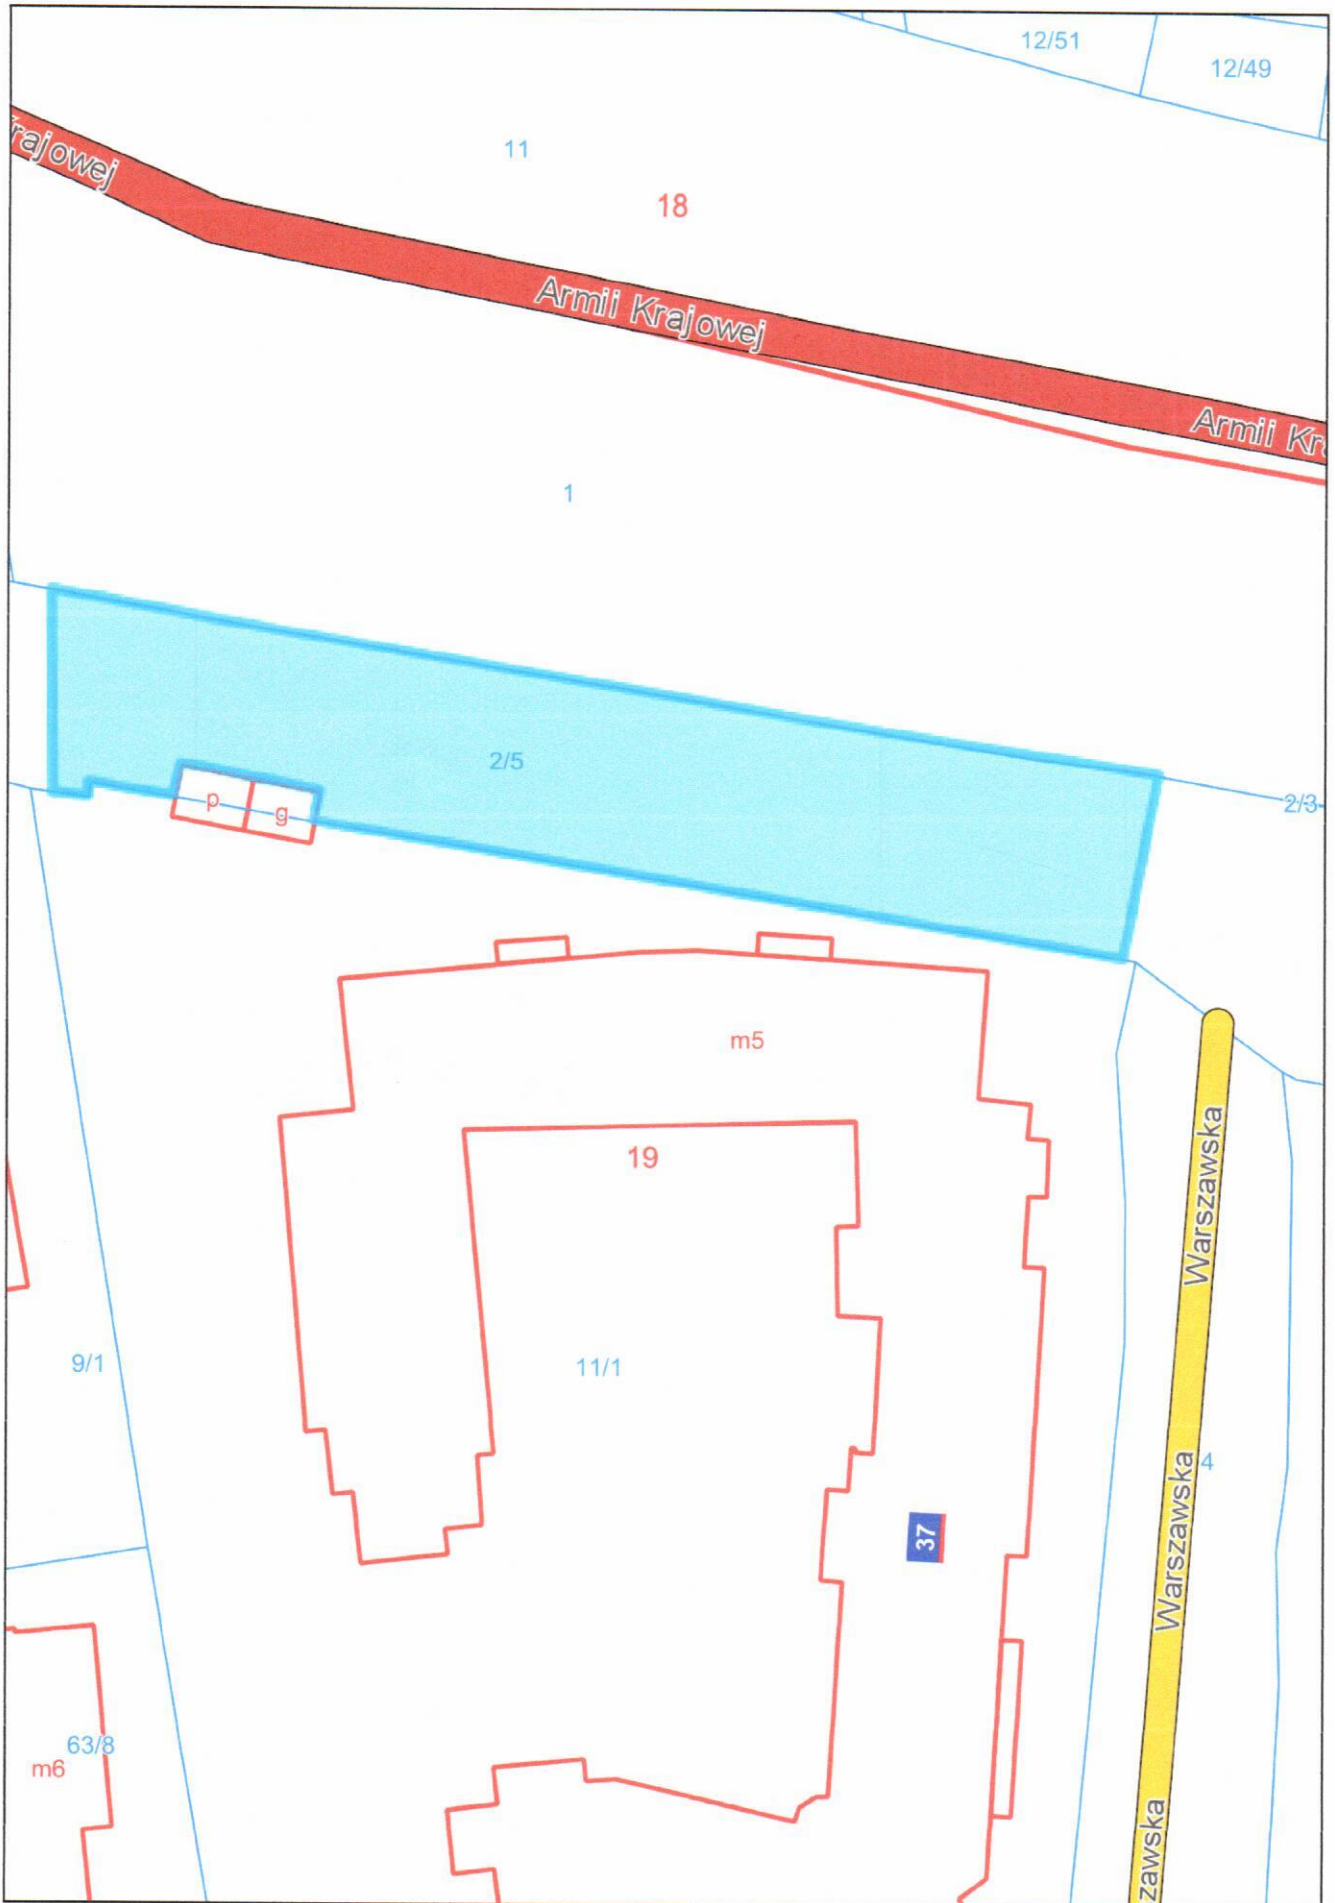 12/51
12/49
rajowej
11
18
Armii Krajowej
Armii Kr
1
2/5
2/3
p
g
m5
Warszawska
19
9/1
11/1
Warszawska
4
37
63/8
m6
zawska